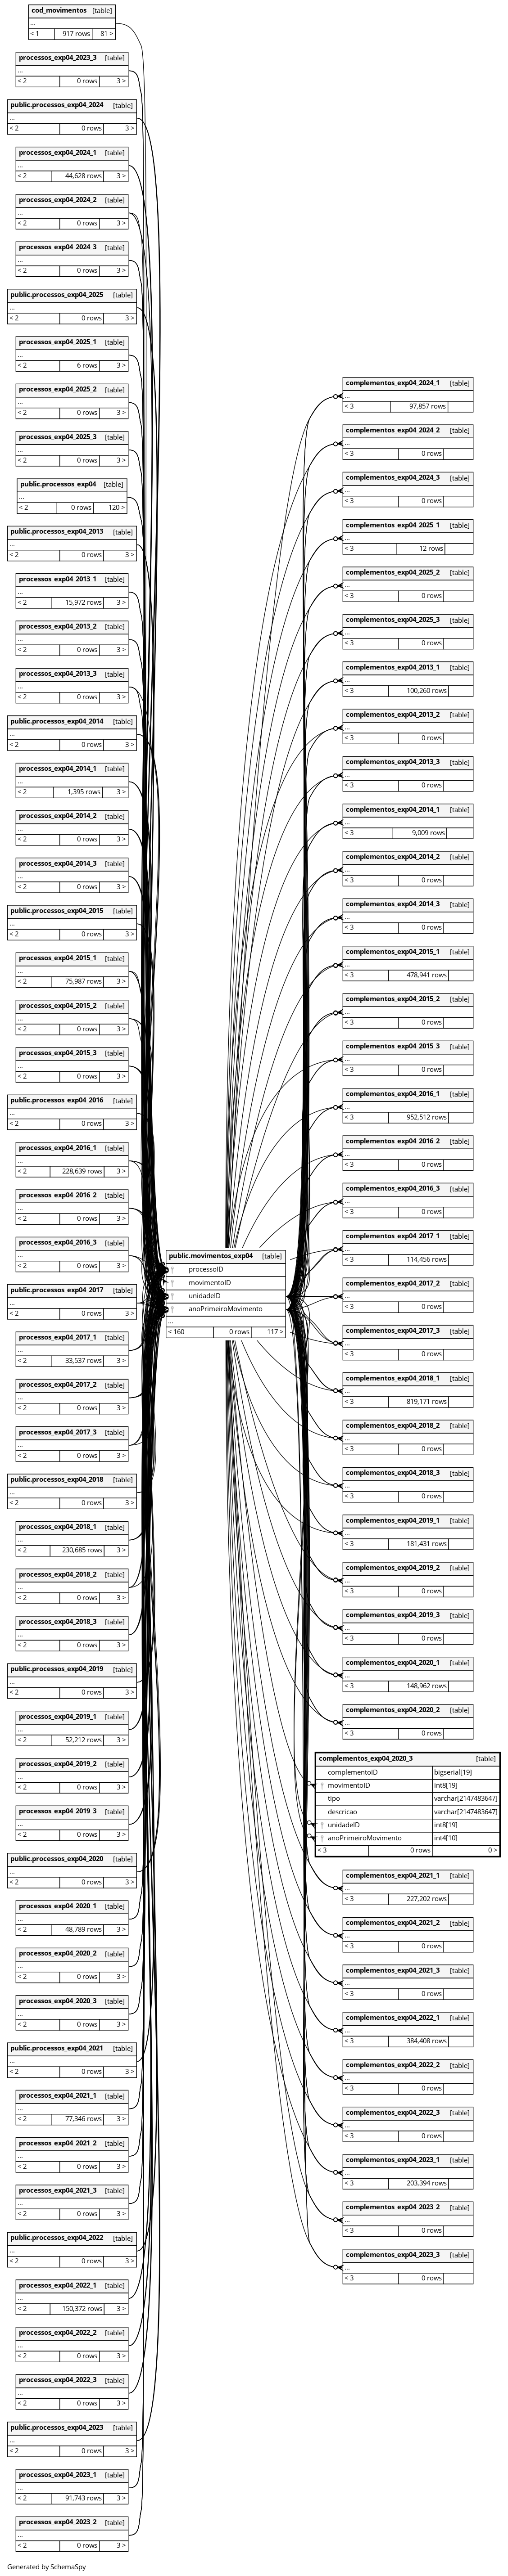 cod_movimentos [table]
...
< 1 917 rows 81 >
processos_exp04_2023_3 [table]
...
< 2 0 rows 3 >
public.processos_exp04_2024 [table]
...
< 2 0 rows 3 >
processos_exp04_2024_1 [table]
...
< 2 44,628 rows 3 >
processos_exp04_2024_2 [table]
...
< 2 0 rows 3 >
processos_exp04_2024_3 [table]
...
< 2 0 rows 3 >
public.processos_exp04_2025 [table]
...
< 2 0 rows 3 >
processos_exp04_2025_1 [table]
...
< 2 6 rows 3 >
processos_exp04_2025_2 [table]
...
< 2 0 rows 3 >
processos_exp04_2025_3 [table]
...
< 2 0 rows 3 >
public.processos_exp04 [table]
...
< 2 0 rows 120 >
public.processos_exp04_2013 [table]
...
< 2 0 rows 3 >
processos_exp04_2013_1 [table]
...
< 2 15,972 rows 3 >
processos_exp04_2013_2 [table]
...
< 2 0 rows 3 >
processos_exp04_2013_3 [table]
...
< 2 0 rows 3 >
public.processos_exp04_2014 [table]
...
< 2 0 rows 3 >
processos_exp04_2014_1 [table]
...
< 2 1,395 rows 3 >
processos_exp04_2014_2 [table]
...
< 2 0 rows 3 >
processos_exp04_2014_3 [table]
...
< 2 0 rows 3 >
public.processos_exp04_2015 [table]
...
< 2 0 rows 3 >
processos_exp04_2015_1 [table]
...
< 2 75,987 rows 3 >
processos_exp04_2015_2 [table]
...
< 2 0 rows 3 >
processos_exp04_2015_3 [table]
...
< 2 0 rows 3 >
public.processos_exp04_2016 [table]
...
< 2 0 rows 3 >
processos_exp04_2016_1 [table]
...
< 2 228,639 rows 3 >
processos_exp04_2016_2 [table]
...
< 2 0 rows 3 >
processos_exp04_2016_3 [table]
...
< 2 0 rows 3 >
public.processos_exp04_2017 [table]
...
< 2 0 rows 3 >
processos_exp04_2017_1 [table]
...
< 2 33,537 rows 3 >
processos_exp04_2017_2 [table]
...
< 2 0 rows 3 >
processos_exp04_2017_3 [table]
...
< 2 0 rows 3 >
public.processos_exp04_2018 [table]
...
< 2 0 rows 3 >
processos_exp04_2018_1 [table]
...
< 2 230,685 rows 3 >
processos_exp04_2018_2 [table]
...
< 2 0 rows 3 >
processos_exp04_2018_3 [table]
...
< 2 0 rows 3 >
public.processos_exp04_2019 [table]
...
< 2 0 rows 3 >
processos_exp04_2019_1 [table]
...
< 2 52,212 rows 3 >
processos_exp04_2019_2 [table]
...
< 2 0 rows 3 >
processos_exp04_2019_3 [table]
...
< 2 0 rows 3 >
public.processos_exp04_2020 [table]
...
< 2 0 rows 3 >
processos_exp04_2020_1 [table]
...
< 2 48,789 rows 3 >
processos_exp04_2020_2 [table]
...
< 2 0 rows 3 >
processos_exp04_2020_3 [table]
...
< 2 0 rows 3 >
public.processos_exp04_2021 [table]
...
< 2 0 rows 3 >
processos_exp04_2021_1 [table]
...
< 2 77,346 rows 3 >
processos_exp04_2021_2 [table]
...
< 2 0 rows 3 >
processos_exp04_2021_3 [table]
...
< 2 0 rows 3 >
public.processos_exp04_2022 [table]
...
< 2 0 rows 3 >
processos_exp04_2022_1 [table]
...
< 2 150,372 rows 3 >
processos_exp04_2022_2 [table]
...
< 2 0 rows 3 >
processos_exp04_2022_3 [table]
...
< 2 0 rows 3 >
public.processos_exp04_2023 [table]
...
< 2 0 rows 3 >
processos_exp04_2023_1 [table]
...
< 2 91,743 rows 3 >
processos_exp04_2023_2 [table]
...
< 2 0 rows 3 >
public.movimentos_exp04 [table]
processoID
movimentoID
unidadeID
anoPrimeiroMovimento
...
< 160 0 rows 117 >
complementos_exp04_2024_1 [table]
...
< 3 97,857 rows
complementos_exp04_2024_2 [table]
...
< 3 0 rows
complementos_exp04_2024_3 [table]
...
< 3 0 rows
complementos_exp04_2025_1 [table]
...
< 3 12 rows
complementos_exp04_2025_2 [table]
...
< 3 0 rows
complementos_exp04_2025_3 [table]
...
< 3 0 rows
complementos_exp04_2013_1 [table]
...
< 3 100,260 rows
complementos_exp04_2013_2 [table]
...
< 3 0 rows
complementos_exp04_2013_3 [table]
...
< 3 0 rows
complementos_exp04_2014_1 [table]
...
< 3 9,009 rows
complementos_exp04_2014_2 [table]
...
< 3 0 rows
complementos_exp04_2014_3 [table]
...
< 3 0 rows
complementos_exp04_2015_1 [table]
...
< 3 478,941 rows
complementos_exp04_2015_2 [table]
...
< 3 0 rows
complementos_exp04_2015_3 [table]
...
< 3 0 rows
complementos_exp04_2016_1 [table]
...
< 3 952,512 rows
complementos_exp04_2016_2 [table]
...
< 3 0 rows
complementos_exp04_2016_3 [table]
...
< 3 0 rows
complementos_exp04_2017_1 [table]
...
< 3 114,456 rows
complementos_exp04_2017_2 [table]
...
< 3 0 rows
complementos_exp04_2017_3 [table]
...
< 3 0 rows
complementos_exp04_2018_1 [table]
...
< 3 819,171 rows
complementos_exp04_2018_2 [table]
...
< 3 0 rows
complementos_exp04_2018_3 [table]
...
< 3 0 rows
complementos_exp04_2019_1 [table]
...
< 3 181,431 rows
complementos_exp04_2019_2 [table]
...
< 3 0 rows
complementos_exp04_2019_3 [table]
...
< 3 0 rows
complementos_exp04_2020_1 [table]
...
< 3 148,962 rows
complementos_exp04_2020_2 [table]
...
< 3 0 rows
complementos_exp04_2020_3 [table]
complementoID bigserial[19]
movimentoID int8[19]
tipo varchar[2147483647]
descricao varchar[2147483647]
unidadeID int8[19]
anoPrimeiroMovimento int4[10]
< 3 0 rows 0 >
complementos_exp04_2021_1 [table]
...
< 3 227,202 rows
complementos_exp04_2021_2 [table]
...
< 3 0 rows
complementos_exp04_2021_3 [table]
...
< 3 0 rows
complementos_exp04_2022_1 [table]
...
< 3 384,408 rows
complementos_exp04_2022_2 [table]
...
< 3 0 rows
complementos_exp04_2022_3 [table]
...
< 3 0 rows
complementos_exp04_2023_1 [table]
...
< 3 203,394 rows
complementos_exp04_2023_2 [table]
...
< 3 0 rows
complementos_exp04_2023_3 [table]
...
< 3 0 rows
Generated by SchemaSpy